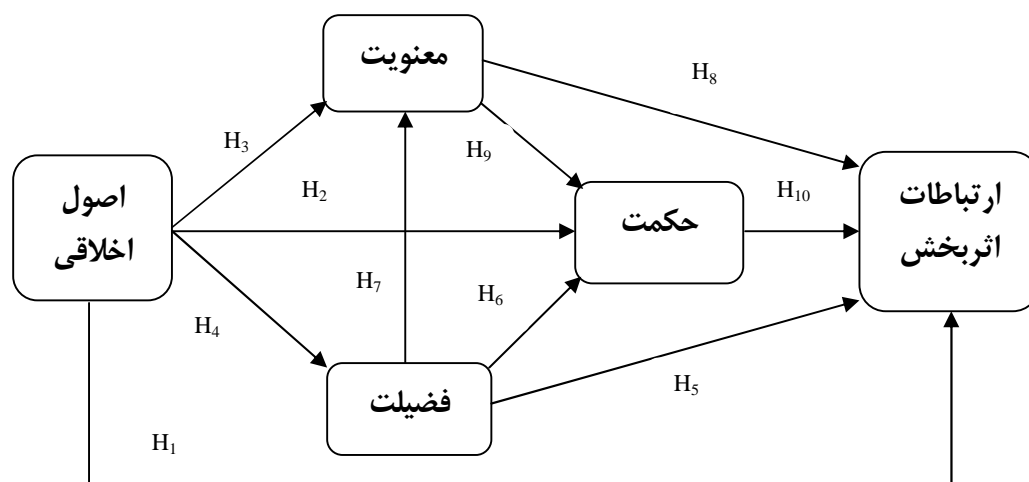 معنویت
H8
H3
H9
اصول
اخلاقی
H2
حکمت
H10
ارتباطات
اثربخش
H7
H6
H4
فضیلت
H5
H1